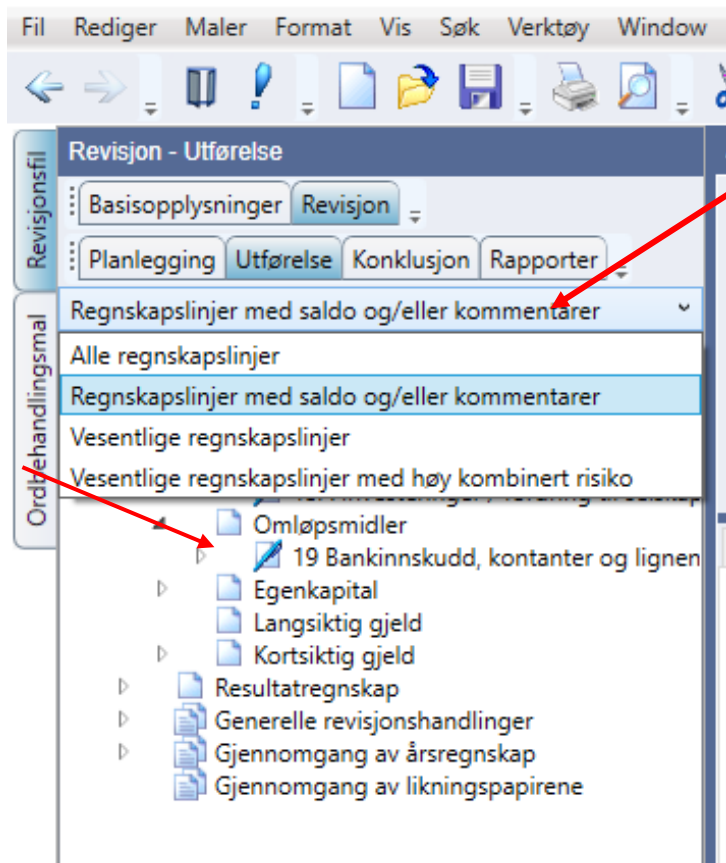 Fil Rediger Maler Format Vis Søk Verktøy Window
Revisjonsfil
Ordbehandlingsmal
Revisjon - Utførelse
Basisopplysninger Revisjon
Planlegging Utførelse Konklusjon Rapporter
Regnskapslinjer med saldo og/eller kommentarer
Alle regnskapslinjer
Regnskapslinjer med saldo og/eller kommentarer
Vesentlige regnskapslinjer
Vesentlige regnskapslinjer med høy kombinert risiko
Omløpsmidler
19 Bankinnskudd, kontanter og lignen
Egenkapital
Langsiktig gjeld
Kortsiktig gjeld
Resultatregnskap
Generelle revisjonshandlinger
Gjennomgang av årsregnskap
Gjennomgang av likningspapirene